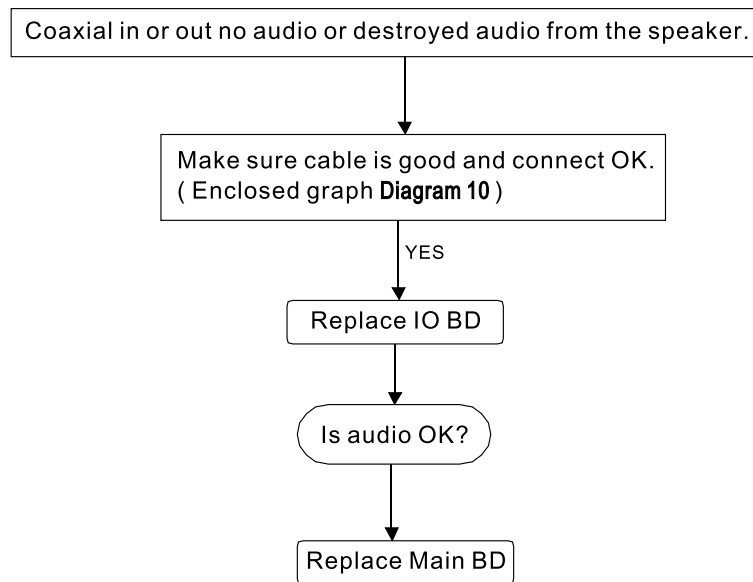 Coaxial in or out no audio or destroyed audio from the speaker.
Make sure cable is good and connect OK.
( Enclosed graph Diagram 10 )
YES
Replace IO BD
Is audio OK?
Replace Main BD